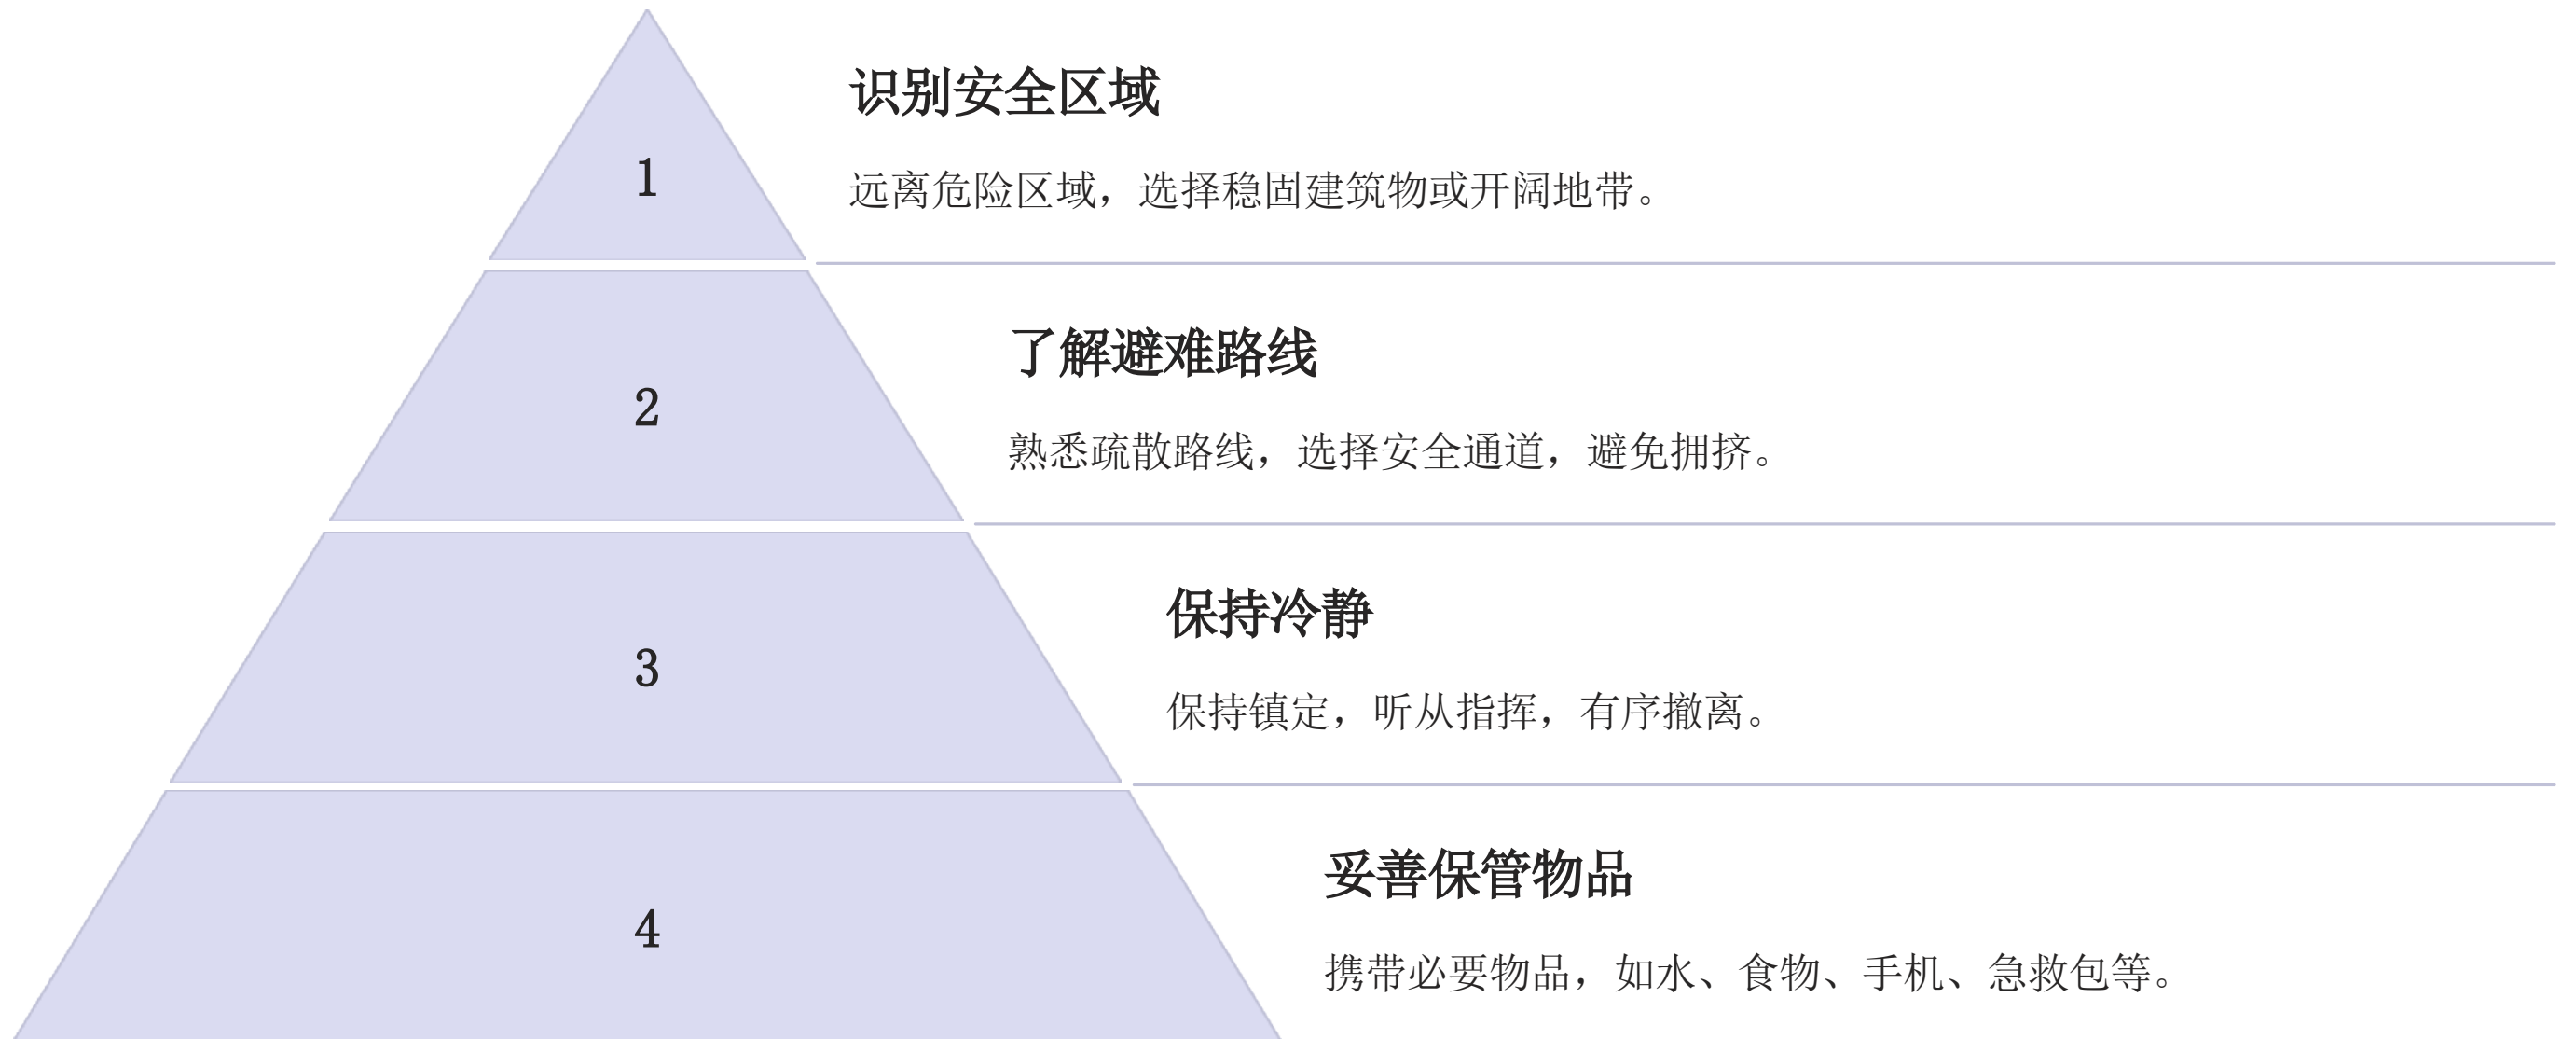 识别安全区域
1
远离危险区域，选择稳固建筑物或开阔地带。
了解避难路线
2
熟悉疏散路线，选择安全通道，避免拥挤。
保持冷静
3
保持镇定，听从指挥，有序撤离。
妥善保管物品
4
携带必要物品，如水、食物、手机、急救包等。